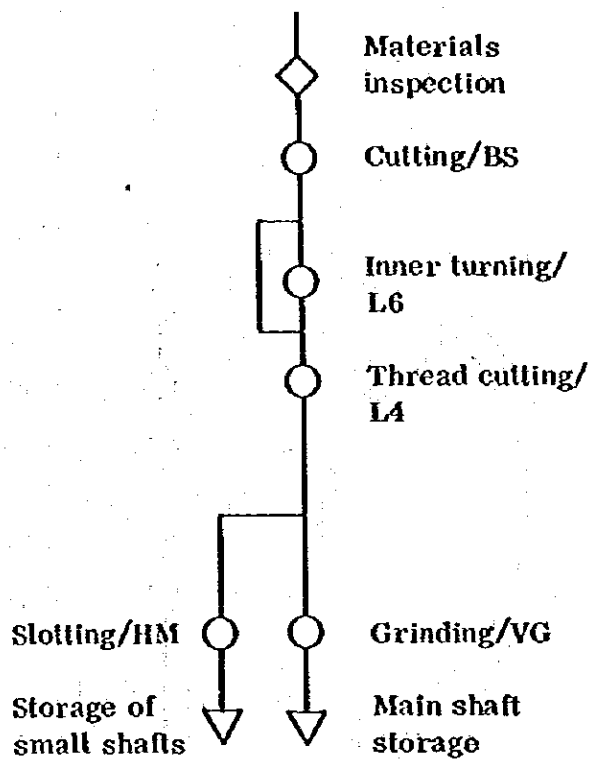 Materials
inspection
Cutting/BS
Inner turning/
L6
Thread cutting/
L4
Slotting/HM
Grinding/VG
Storage of
small shafts
Main shaft
storage